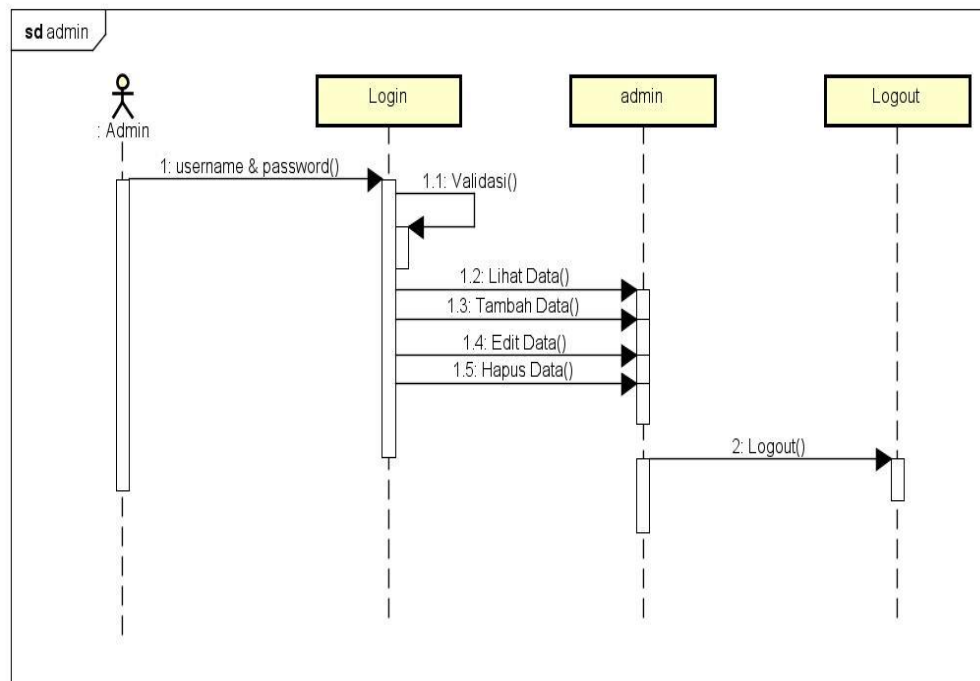 sd admin
: Admin
Login
admin
Logout
1: username & password()
1.1: Validasi()
1.2: Lihat Data()
1.3: Tambah Data()
1.4: Edit Data()
1.5: Hapus Data()
2: Logout()